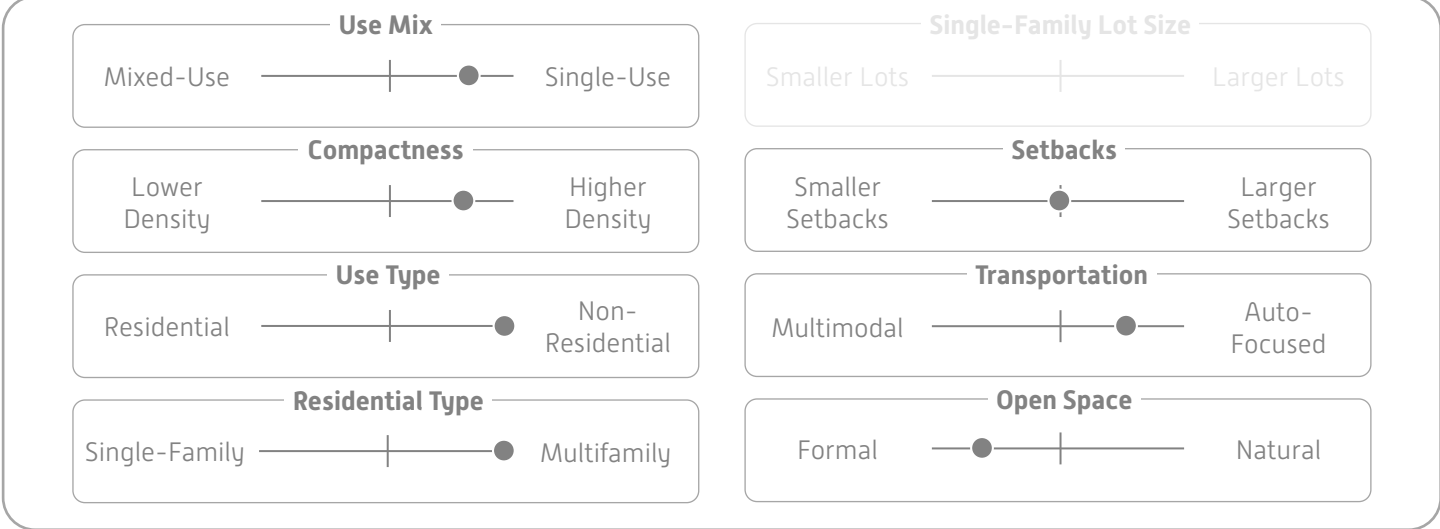 Use Mix
Mixed-Use
Single-Use
Compactness
Lower
Density
Higher
Density
Use Type
Residential
Non-
Residential
Residential Type
Single-Family
Multifamily
Single-Family Lot Size
Smaller Lots
Larger Lots
Setbacks
Smaller
Setbacks
Larger
Setbacks
Transportation
Multimodal
Auto-
Focused
Open Space
Formal
Natural